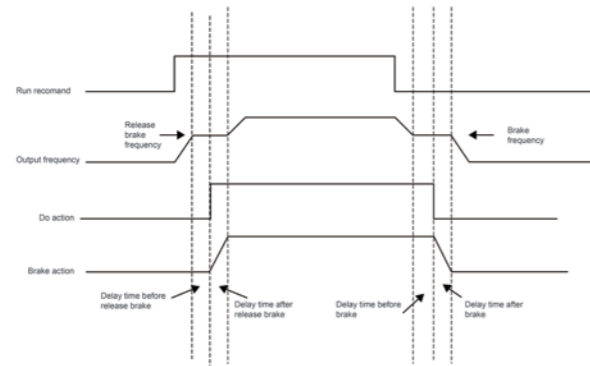 Run recomand
Release
brake
frequency
Brake
frequency
Output frequency
Do action
Brake action
Delay time before
release brake
Delay time after
release brake
Delay time before
brake
Delay time after
brake